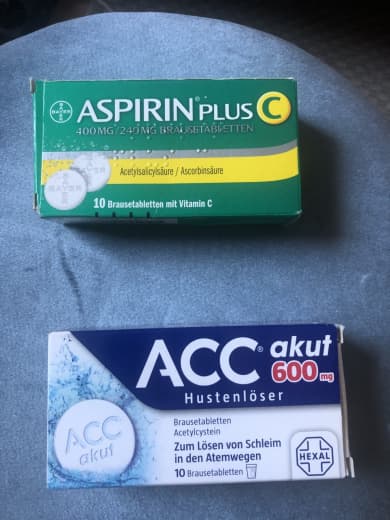 BAYER
ASPIRIN PLUS C
400 MG / 240 MG BRAUSETABLETTEN
Acetylsalicylsäure / Ascorbinsäure
10 Brausetabletten mit Vitamin C
ACC® akut
600 mg
Hustenlöser
ACC
akut
Brausetabletten
Acetylcystein
Zum Lösen von Schleim
in den Atemwegen
10 Brausetabletten
HEXAL